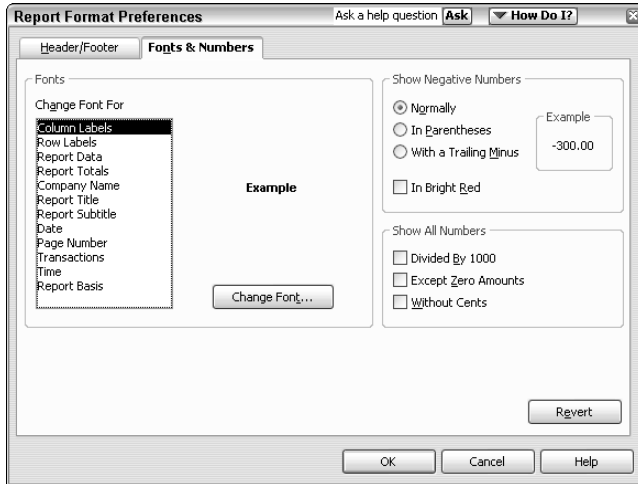 Report Format Preferences
Ask a help question Ask How Do I?
Header/Footer
Fonts & Numbers
Fonts
Change Font For
Column Labels
Row Labels
Report Data
Report Totals
Company Name
Report Title
Report Subtitle
Date
Page Number
Transactions
Time
Report Basis
Example
Change Font...
Show Negative Numbers
Normally
In Parentheses
With a Trailing Minus
In Bright Red
Example
-300.00
Show All Numbers
Divided By 1000
Except Zero Amounts
Without Cents
Revert
OK
Cancel
Help